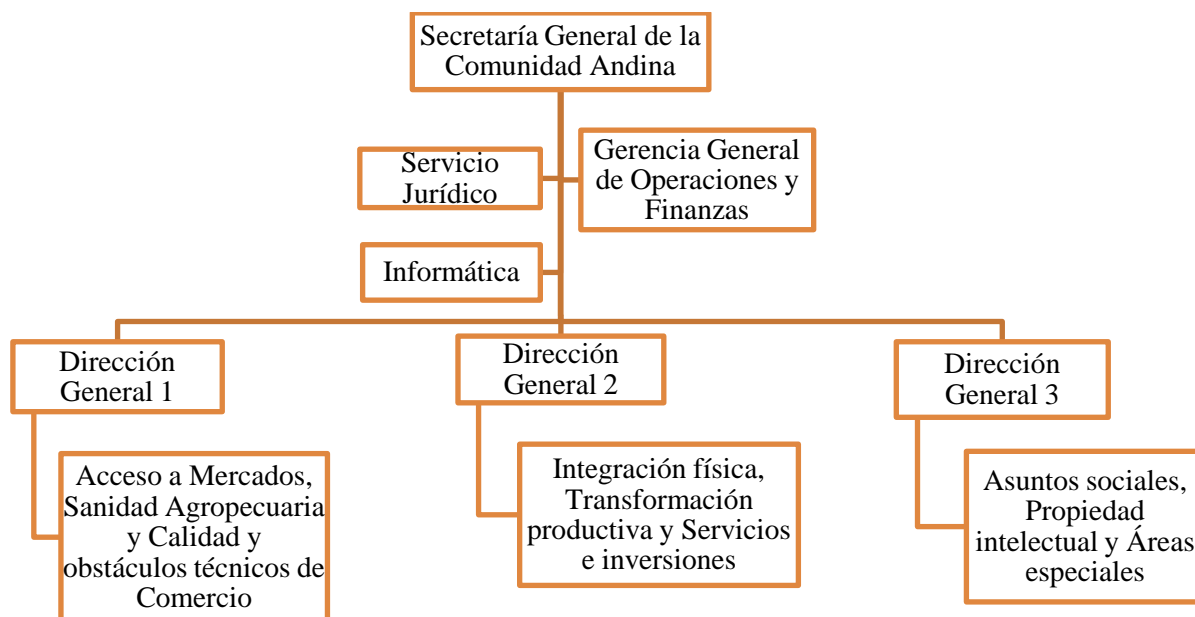 Secretaría General de la
Comunidad Andina
Servicio
Jurídico
Gerencia General
de Operaciones y
Finanzas
Informática
Dirección
General 1
Dirección
General 2
Dirección
General 3
Acceso a Mercados,
Sanidad Agropecuaria
y Calidad y
obstáculos técnicos de
Comercio
Integración física,
Transformación
productiva y Servicios
e inversiones
Asuntos sociales,
Propiedad
intelectual y Áreas
especiales